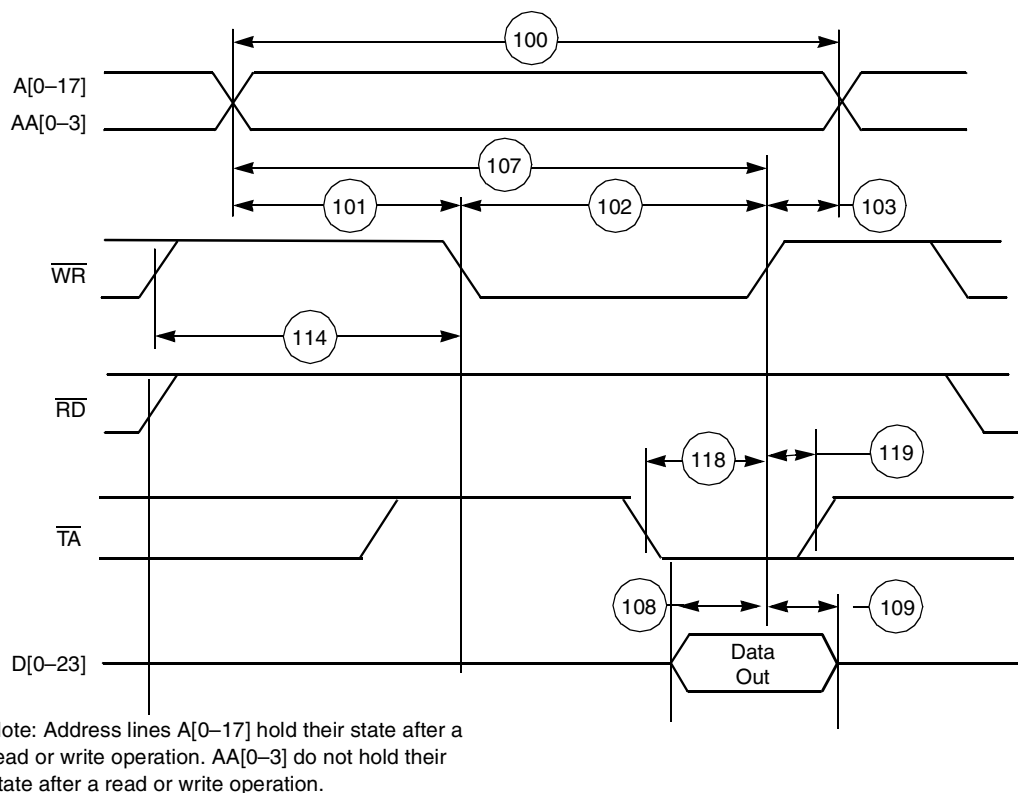 100
A[0–17]
AA[0–3]
107
101
102
103
WR
114
RD
118
119
TA
108
109
D[0–23]
Data
Out
ote: Address lines A[0–17] hold their state after a
ead or write operation. AA[0–3] do not hold their
tate after a read or write operation.